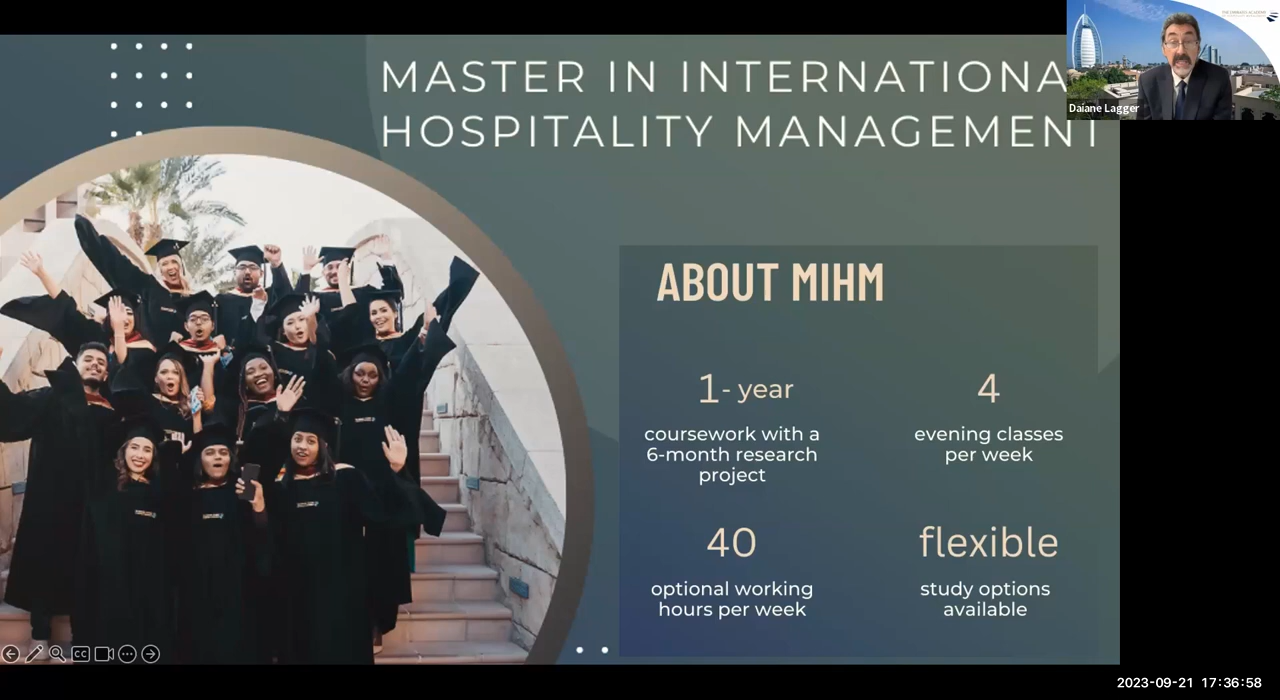 MASTER IN INTERNATIONA
HOSPITALITY MANAGEMENT
Daiane Lagger
ABOUT MIHM
1- year
coursework with a
6-month research
project
4
evening classes
per week
40
optional working
hours per week
flexible
study options
available
CC
2023-09-21 17:36:58